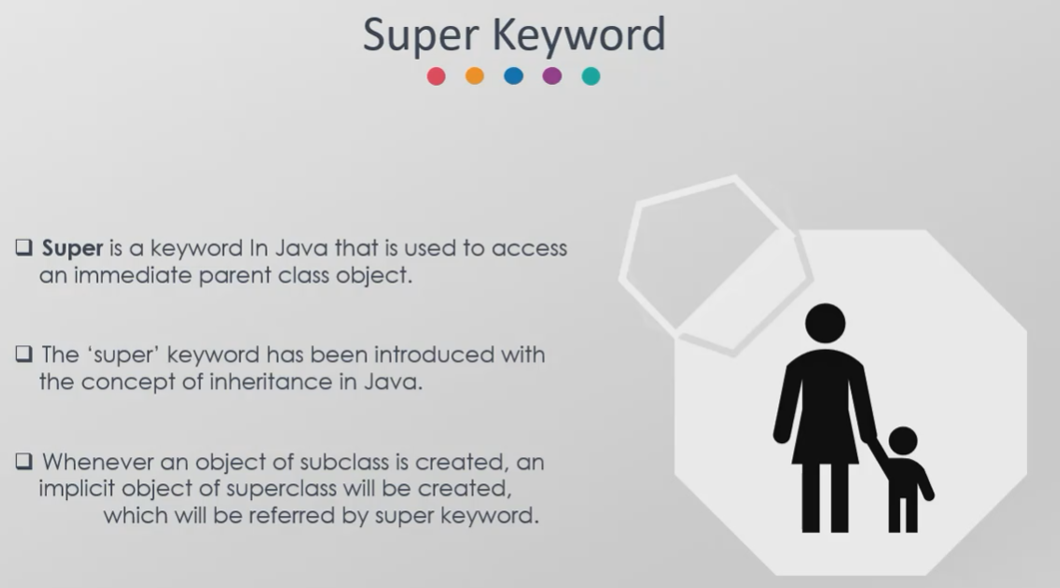 Super Keyword
❑ Super is a keyword In Java that is used to access
an immediate parent class object.
❑ The ‘super’ keyword has been introduced with
the concept of inheritance in Java.
❑ Whenever an object of subclass is created, an
implicit object of superclass will be created,
which will be referred by super keyword.